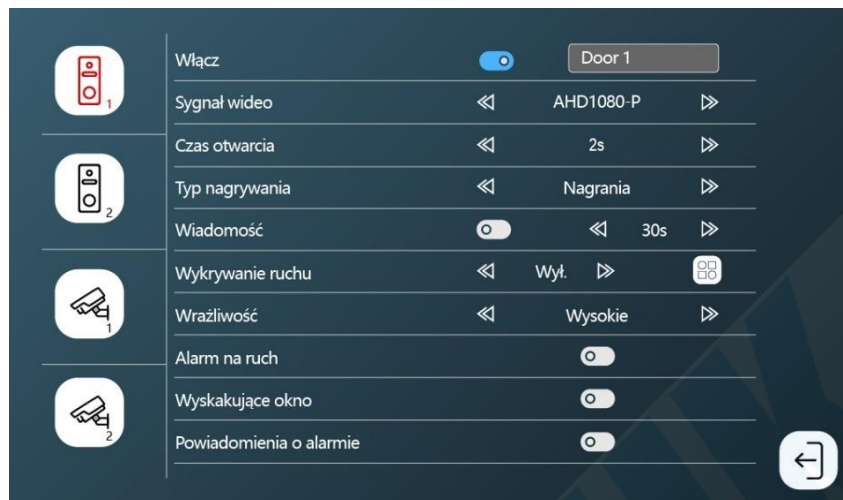 Włącz Door 1
1 Sygnał wideo AHD1080-P
Czas otwarcia 2s
Typ nagrywania Nagrania
2 Wiadomość 30s
Wykrywanie ruchu Wył.
1 Wrażliwość Wysokie
Alarm na ruch
Wyskakujące okno
2 Powiadomienia o alarmie